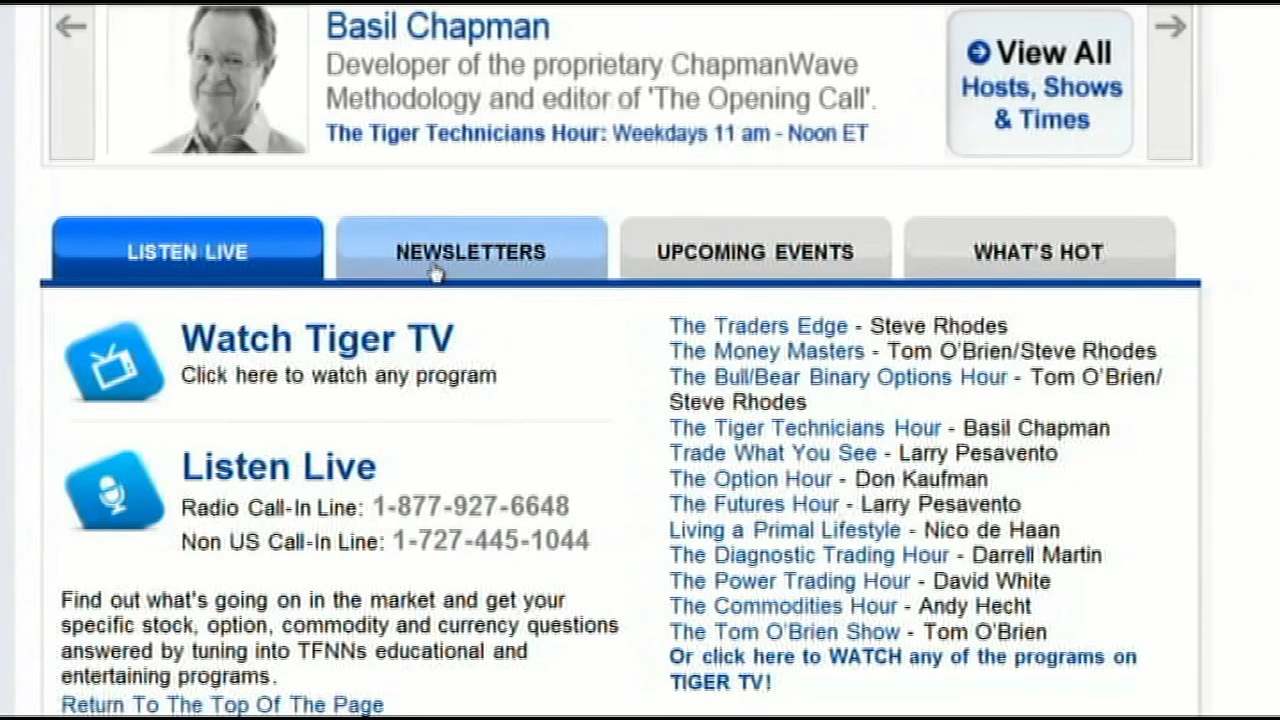 Basil Chapman
Developer of the proprietary ChapmanWave
Methodology and editor of 'The Opening Call'.
The Tiger Technicians Hour: Weekdays 11 am - Noon ET
View All
Hosts, Shows
& Times
LISTEN LIVE
NEWSLETTERS
UPCOMING EVENTS
WHAT'S HOT
Watch Tiger TV
Click here to watch any program
Listen Live
Radio Call-In Line: 1-877-927-6648
Non US Call-In Line: 1-727-445-1044
Find out what's going on in the market and get your
specific stock, option, commodity and currency questions
answered by tuning into TFNNs educational and
entertaining programs.
Return To The Top Of The Page
The Traders Edge - Steve Rhodes
The Money Masters - Tom O'Brien/Steve Rhodes
The Bull/Bear Binary Options Hour - Tom O'Brien/
Steve Rhodes
The Tiger Technicians Hour - Basil Chapman
Trade What You See - Larry Pesavento
The Option Hour - Don Kaufman
The Futures Hour - Larry Pesavento
Living a Primal Lifestyle - Nico de Haan
The Diagnostic Trading Hour - Darrell Martin
The Power Trading Hour - David White
The Commodities Hour - Andy Hecht
The Tom O'Brien Show - Tom O'Brien
Or click here to WATCH any of the programs on
TIGER TV!